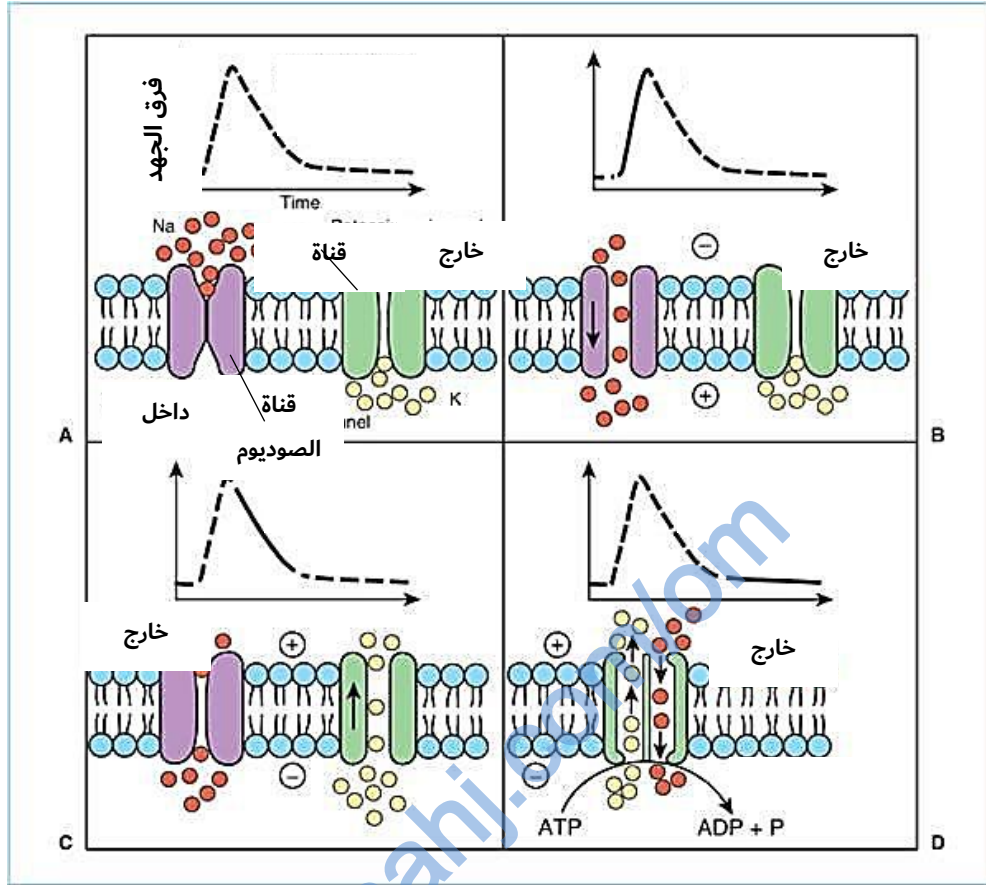 فرق الجهد
Time
Na
قناة
خارج
K
داخل
قناة
الصوديوم
A
خارج
−
+
B
خارج
+
−
C
خارج
+
−
ATP
ADP + P
D